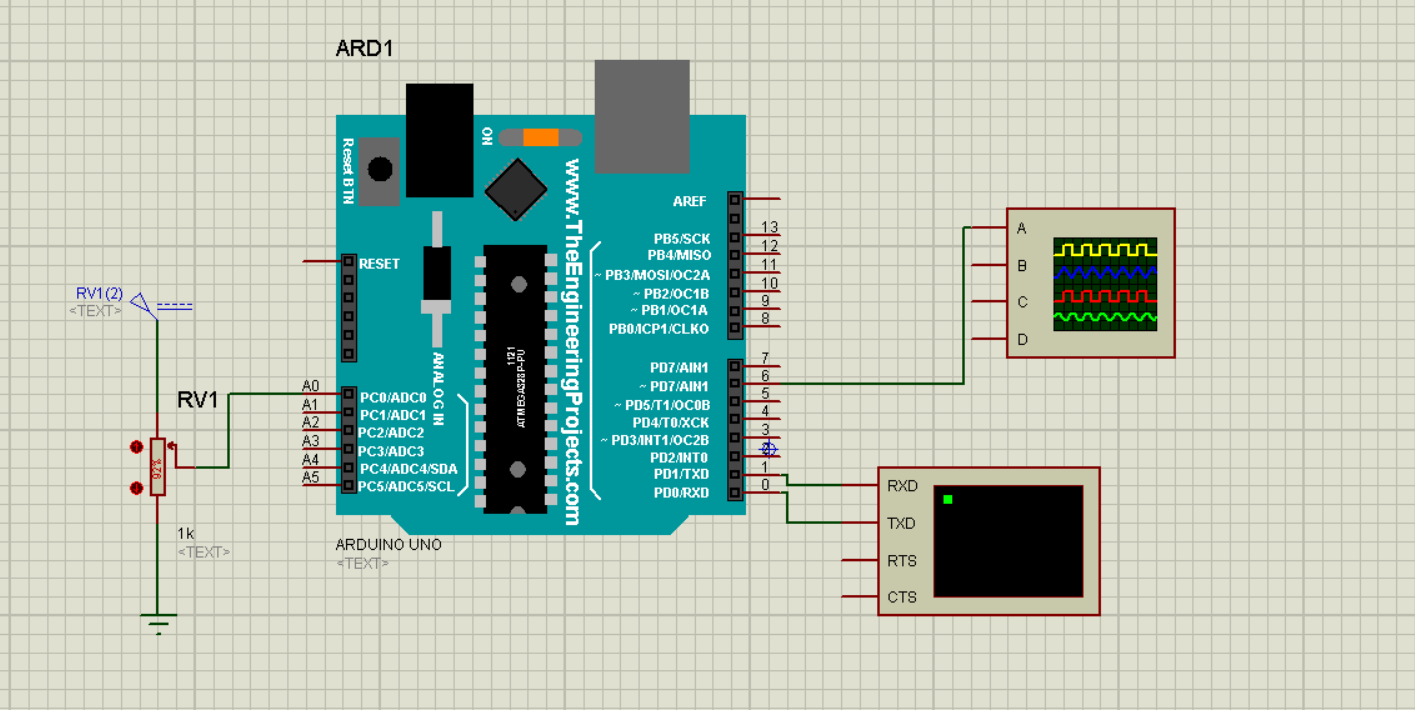 ARD1
Reset BTN
ON
www.TheEngineeringProjects.com
AREF
13
PB5/SCK
12
PB4/MISO
11
~ PB3/MOSI/OC2A
10
~ PB2/OC1B
9
~ PB1/OC1A
8
PB0/ICP1/CLKO
RESET
ANALOG IN
1121
ATMEGA328P-PU
7
PD7/AIN1
6
~ PD7/AIN1
5
~ PD5/T1/OC0B
4
PD4/T0/XCK
3
~ PD3/INT1/OC2B
PD2/INT0
1
PD1/TXD
0
PD0/RXD
A0
PC0/ADC0
A1
PC1/ADC1
A2
PC2/ADC2
A3
PC3/ADC3
A4
PC4/ADC4/SDA
A5
PC5/ADC5/SCL
RV1(2)
<TEXT>
RV1
92%
1k
<TEXT>
ARDUINO UNO
<TEXT>
A
B
C
D
RXD
TXD
RTS
CTS